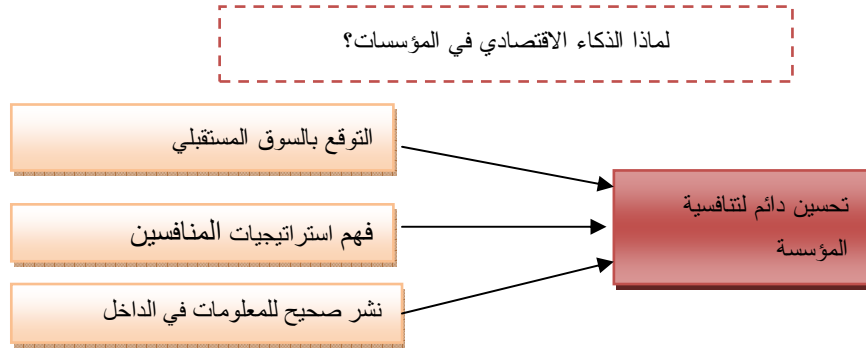 لماذا الذكاء الاقتصادي في المؤسسات؟
التوقع بالسوق المستقبلي
فهم استراتيجيات المنافسين
نشر صحيح للمعلومات في الداخل
تحسين دائم لتنافسية
المؤسسة